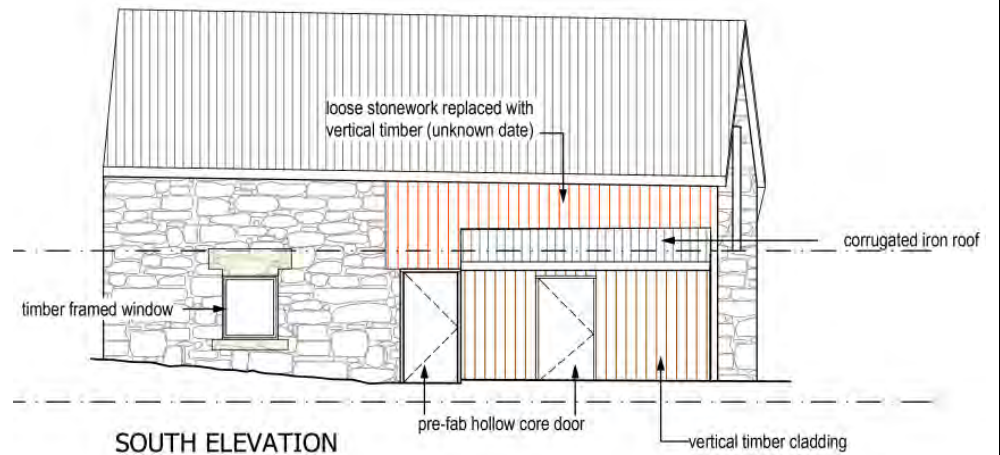 loose stonework replaced with
vertical timber (unknown date)
corrugated iron roof
timber framed window
pre-fab hollow core door
vertical timber cladding
SOUTH ELEVATION